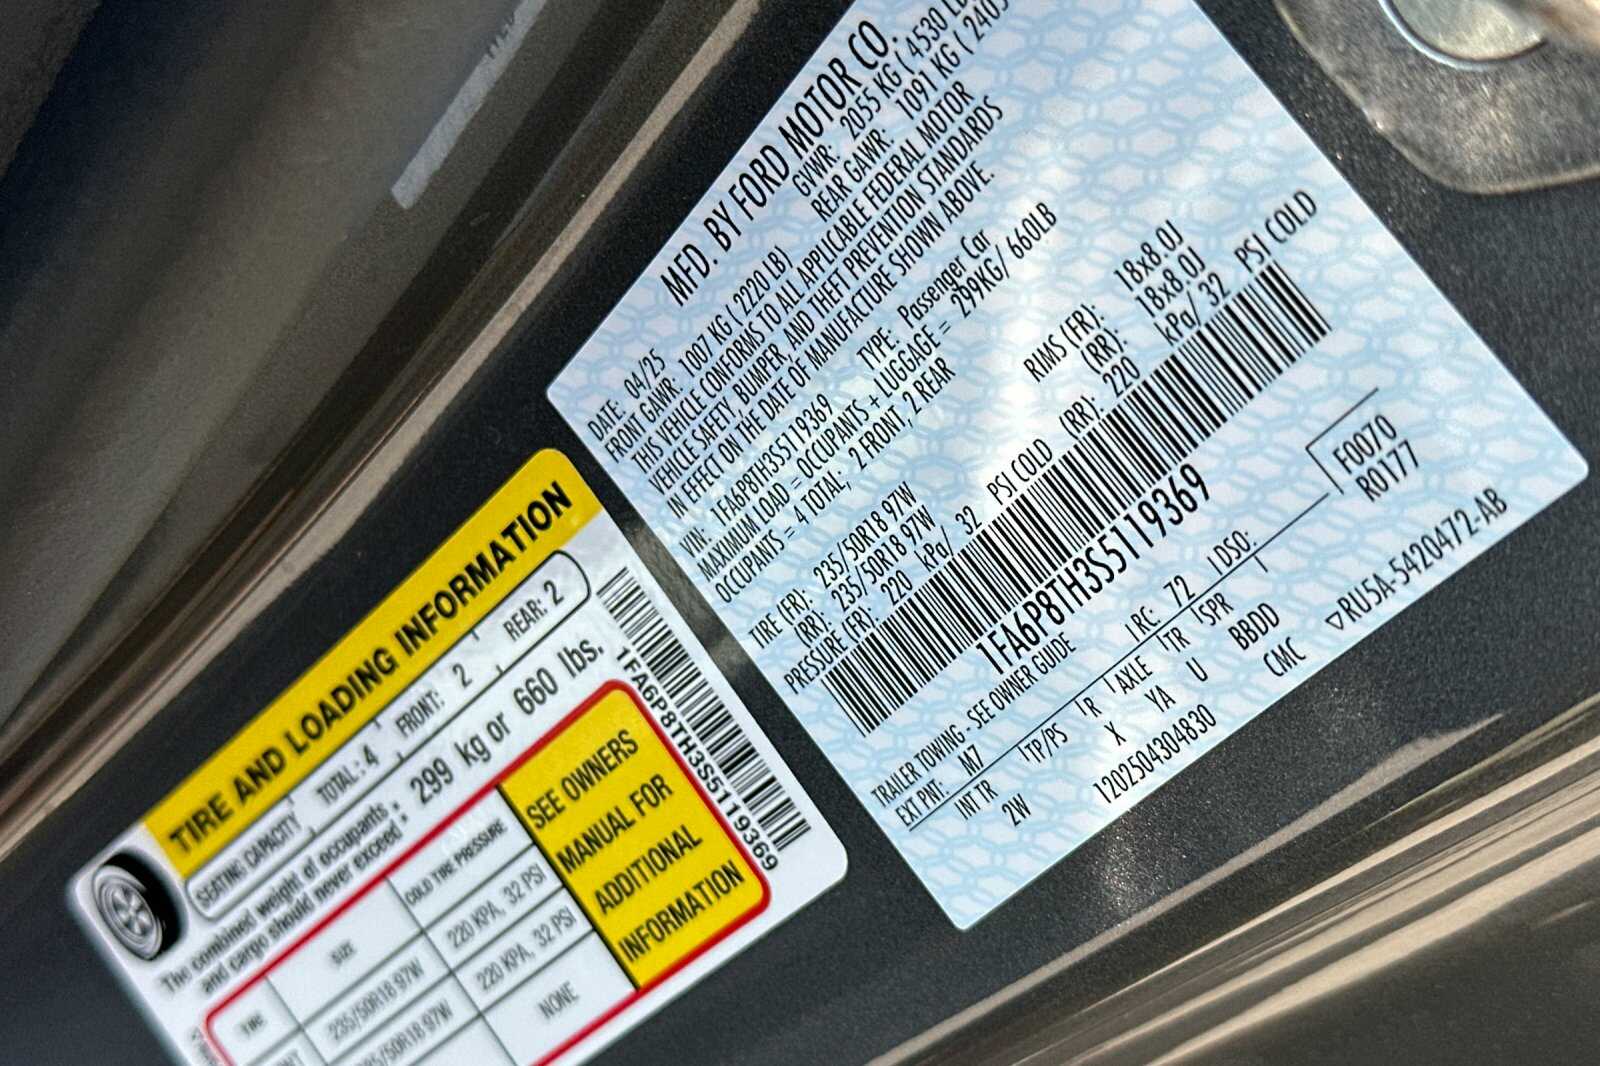 MFD. BY FORD MOTOR CO.
DATE: 04/25 GVWR: 2055 KG ( 4530
FRONT GAWR: 1007 KG ( 2220 LB) REAR GAWR: 1091 KG ( 2405
THIS VEHICLE CONFORMS TO ALL APPLICABLE FEDERAL MOTOR
VEHICLE SAFETY, BUMPER, AND THEFT PREVENTION STANDARDS
IN EFFECT ON THE DATE OF MANUFACTURE SHOWN ABOVE.
VIN: 1FA6P8TH3S5119369 TYPE: Passenger Car
MAXIMUM LOAD = OCCUPANTS + LUGGAGE = 299KG/ 660LB
OCCUPANTS = 4 TOTAL; 2 FRONT, 2 REAR
TIRE (FR): 235/50R18 97W RIMS (FR): 18x8.0J
(RR): 235/50R18 97W (RR): 18x8.0J
PRESSURE (FR): 220 kPa/ 32 PSI COLD (RR): 220 kPa/ 32 PSI COLD
1FA6P8TH3S5119369
TRAILER TOWING - SEE OWNER GUIDE F0070
EXT PNT: M7 RC: 72 DSO: R0177
INT TR TP/PS R AXLE TR SPR
2W X YA U BBDD
1202504304830 CMC ▽RU5A-5420472-AB
TIRE AND LOADING INFORMATION
SEATING CAPACITY TOTAL: 4 FRONT: 2 REAR: 2
The combined weight of occupants
and cargo should never exceed: 299 kg or 660 lbs.
TIRE SIZE COLD TIRE PRESSURE
235/50R18 97W 220 KPA, 32 PSI
235/50R18 97W 220 KPA, 32 PSI
NONE
SEE OWNERS
MANUAL FOR
ADDITIONAL
INFORMATION
1FA6P8TH3S5119369